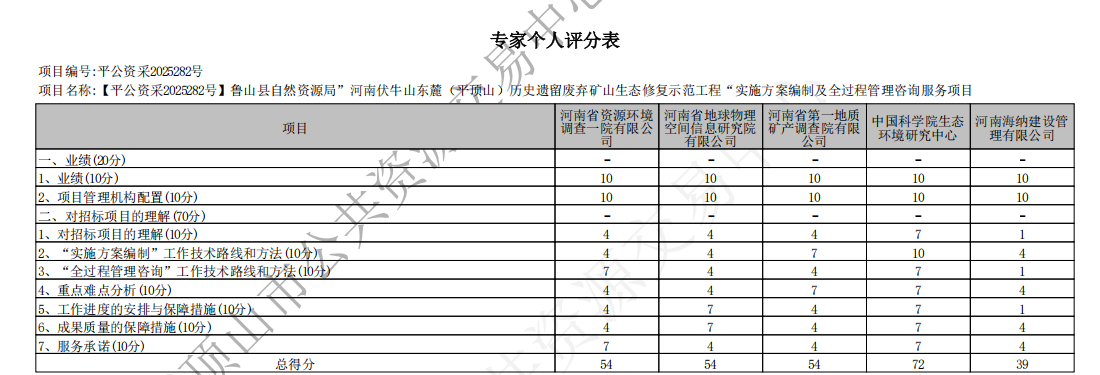 专家个人评分表
项目编号:平公资采2025282号
项目名称:【平公资采2025282号】鲁山县自然资源局”河南伏牛山东麓（平顶山）历史遗留废弃矿山生态修复示范工程“实施方案编制及全过程管理咨询服务项目
项目 河南省资源环境调查一院有限公司 河南省地球物理空间信息研究院有限公司 河南省第一地质矿产调查院有限公司 中国科学院生态环境研究中心 河南海纳建设管理有限公司
一、业绩(20分) - - - - -
1、业绩(10分) 10 10 10 10 10
2、项目管理机构配置(10分) 10 10 10 10 10
二、对招标项目的理解(70分) - - - - -
1、对招标项目的理解(10分) 4 4 4 7 1
2、“实施方案编制”工作技术路线和方法(10分) 4 4 7 10 4
3、“全过程管理咨询”工作技术路线和方法(10分) 7 4 4 7 1
4、重点难点分析(10分) 4 4 7 7 4
5、工作进度的安排与保障措施(10分) 4 7 4 7 1
6、成果质量的保障措施(10分) 4 7 4 7 4
7、服务承诺(10分) 7 4 4 7 4
总得分 54 54 54 72 39